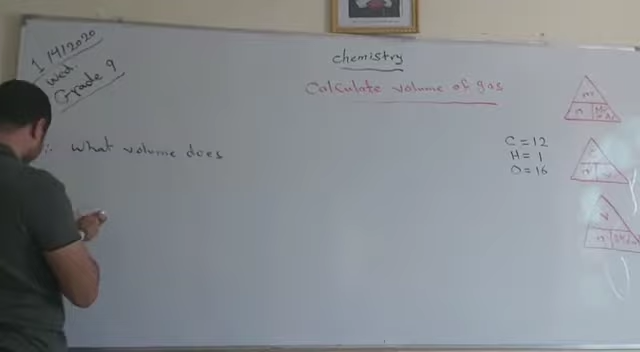 1/4/2020
Wed.
Grade 9
Chemistry
Calculate volume of gas
What volume does
C = 12
H = 1
O = 16
m
n
V
n